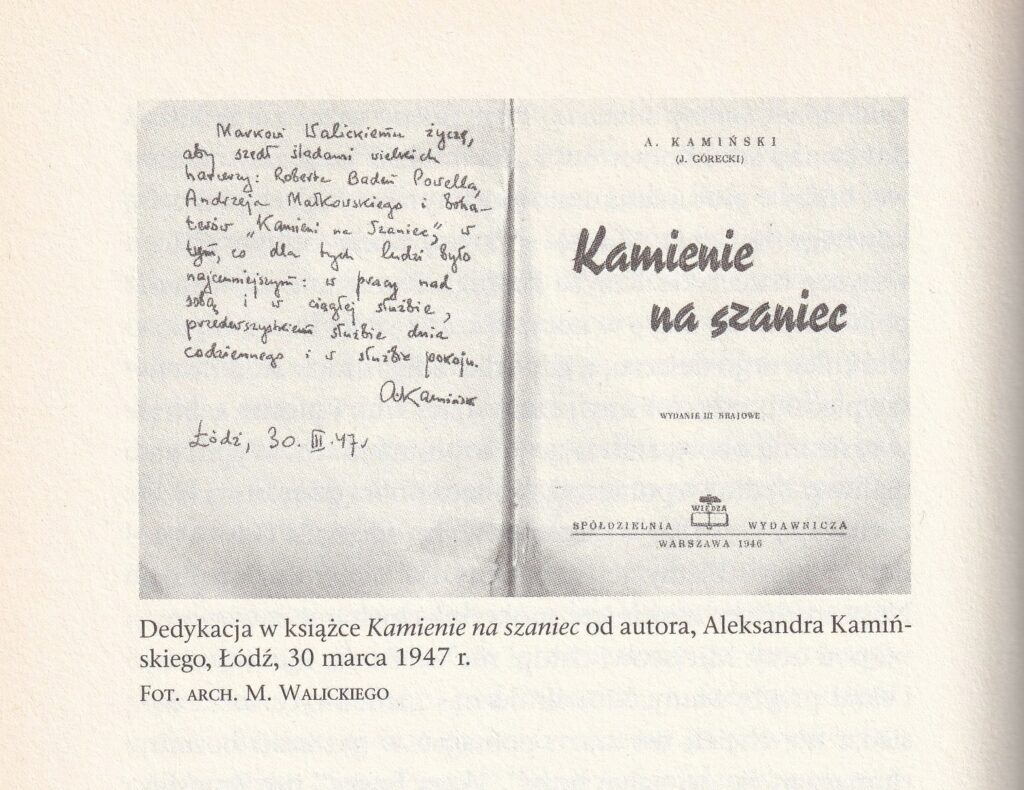 Markowi Walickiemu życzę,
aby szedł śladami wielkich
harcerzy: Roberta Baden Powella,
Andrzeja Małkowskiego i boha-
terów "Kamieni na Szaniec", w
tym, co dla tych ludzi było
najcenniejszym: w pracy nad
sobą i w ciągłej służbie,
przedewszystkiem służbie dnia
codziennego i w służbie pokoju.
AKamiński
Łódź, 30. III. 47 r
A. KAMIŃSKI
(J. GÓRECKI)
Kamienie
na szaniec
WYDANIE III KRAJOWE
WIEDZA
SPÓŁDZIELNIA WYDAWNICZA
WARSZAWA 1946
Dedykacja w książce Kamienie na szaniec od autora, Aleksandra Kamiń-
skiego, Łódź, 30 marca 1947 r.
FOT. ARCH. M. WALICKIEGO